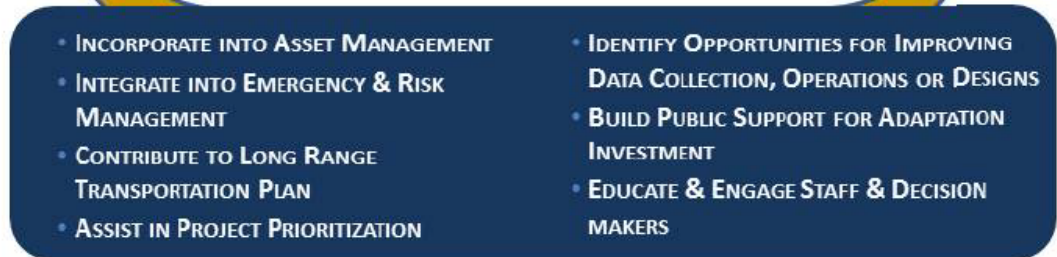 • INCORPORATE INTO ASSET MANAGEMENT
• INTEGRATE INTO EMERGENCY & RISK
MANAGEMENT
• CONTRIBUTE TO LONG RANGE
TRANSPORTATION PLAN
• ASSIST IN PROJECT PRIORITIZATION
• IDENTIFY OPPORTUNITIES FOR IMPROVING
DATA COLLECTION, OPERATIONS OR DESIGNS
• BUILD PUBLIC SUPPORT FOR ADAPTATION
INVESTMENT
• EDUCATE & ENGAGE STAFF & DECISION
MAKERS